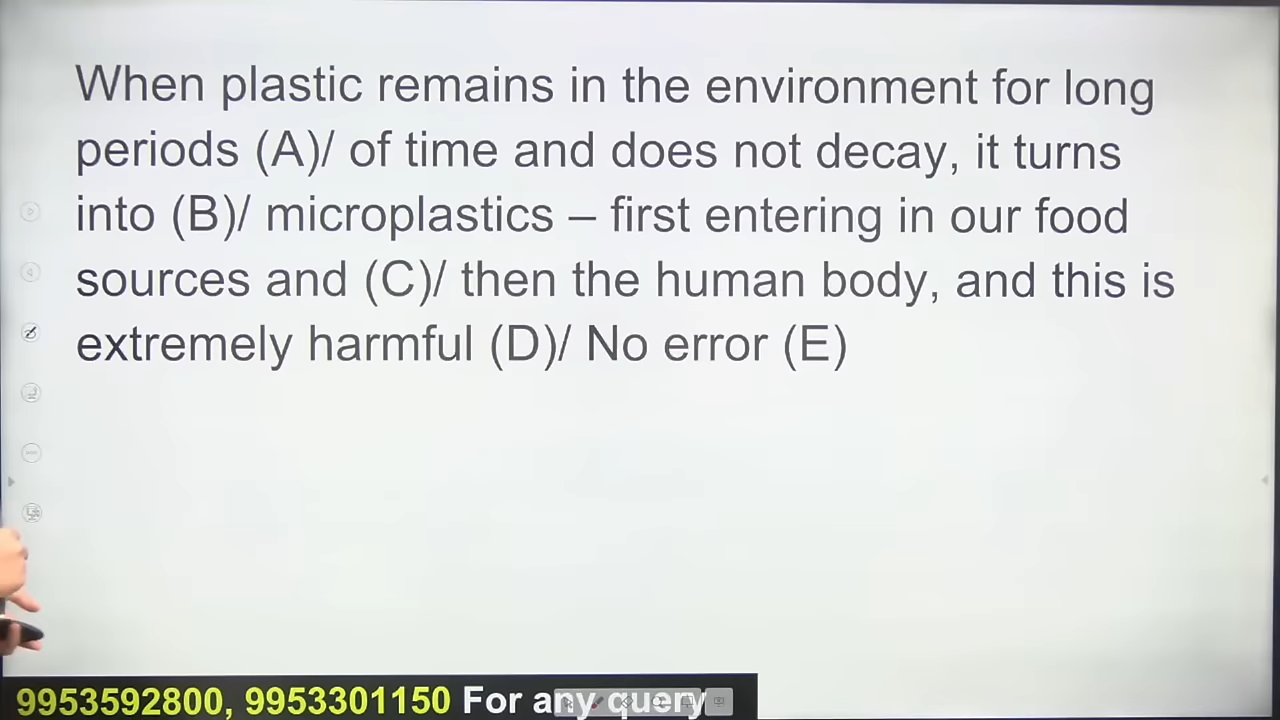 When plastic remains in the environment for long
periods (A)/ of time and does not decay, it turns
into (B)/ microplastics – first entering in our food
sources and (C)/ then the human body, and this is
extremely harmful (D)/ No error (E)
9953592800, 9953301150 For any query